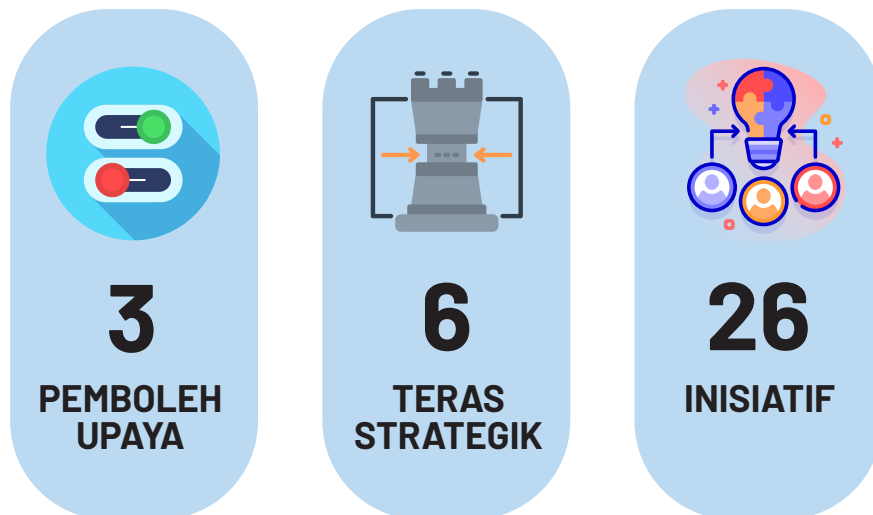 3
PEMBOLEH
UPAYA
6
TERAS
STRATEGIK
26
INISIATIF